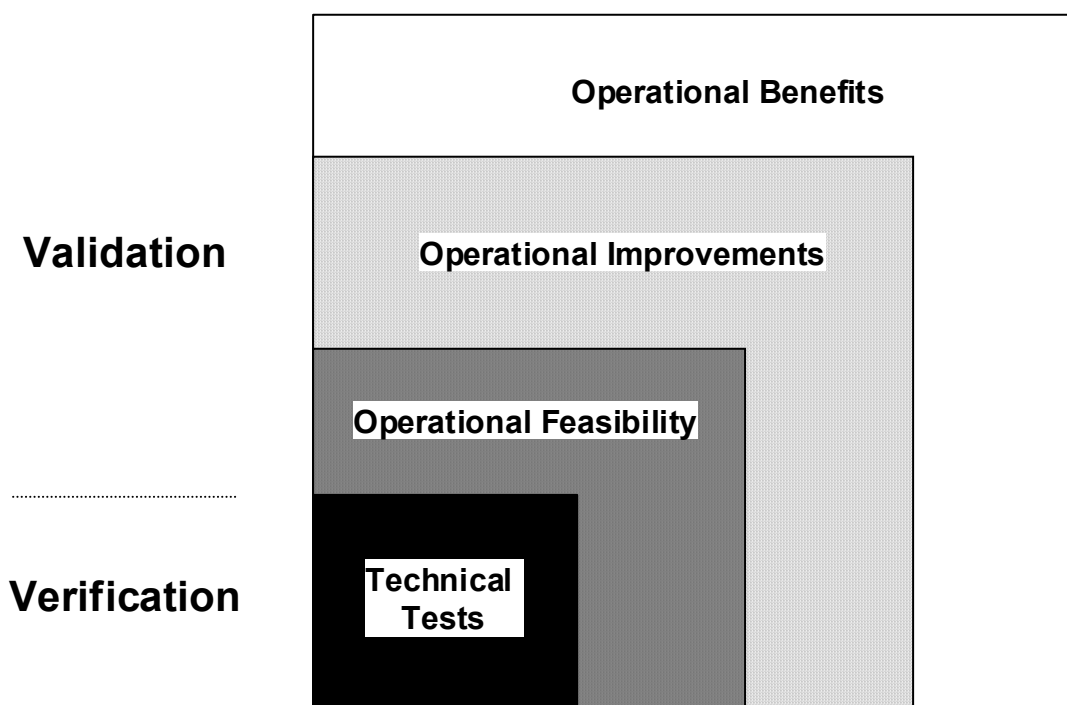 Operational Benefits
Validation
Operational Improvements
Operational Feasibility
Verification
Technical
Tests